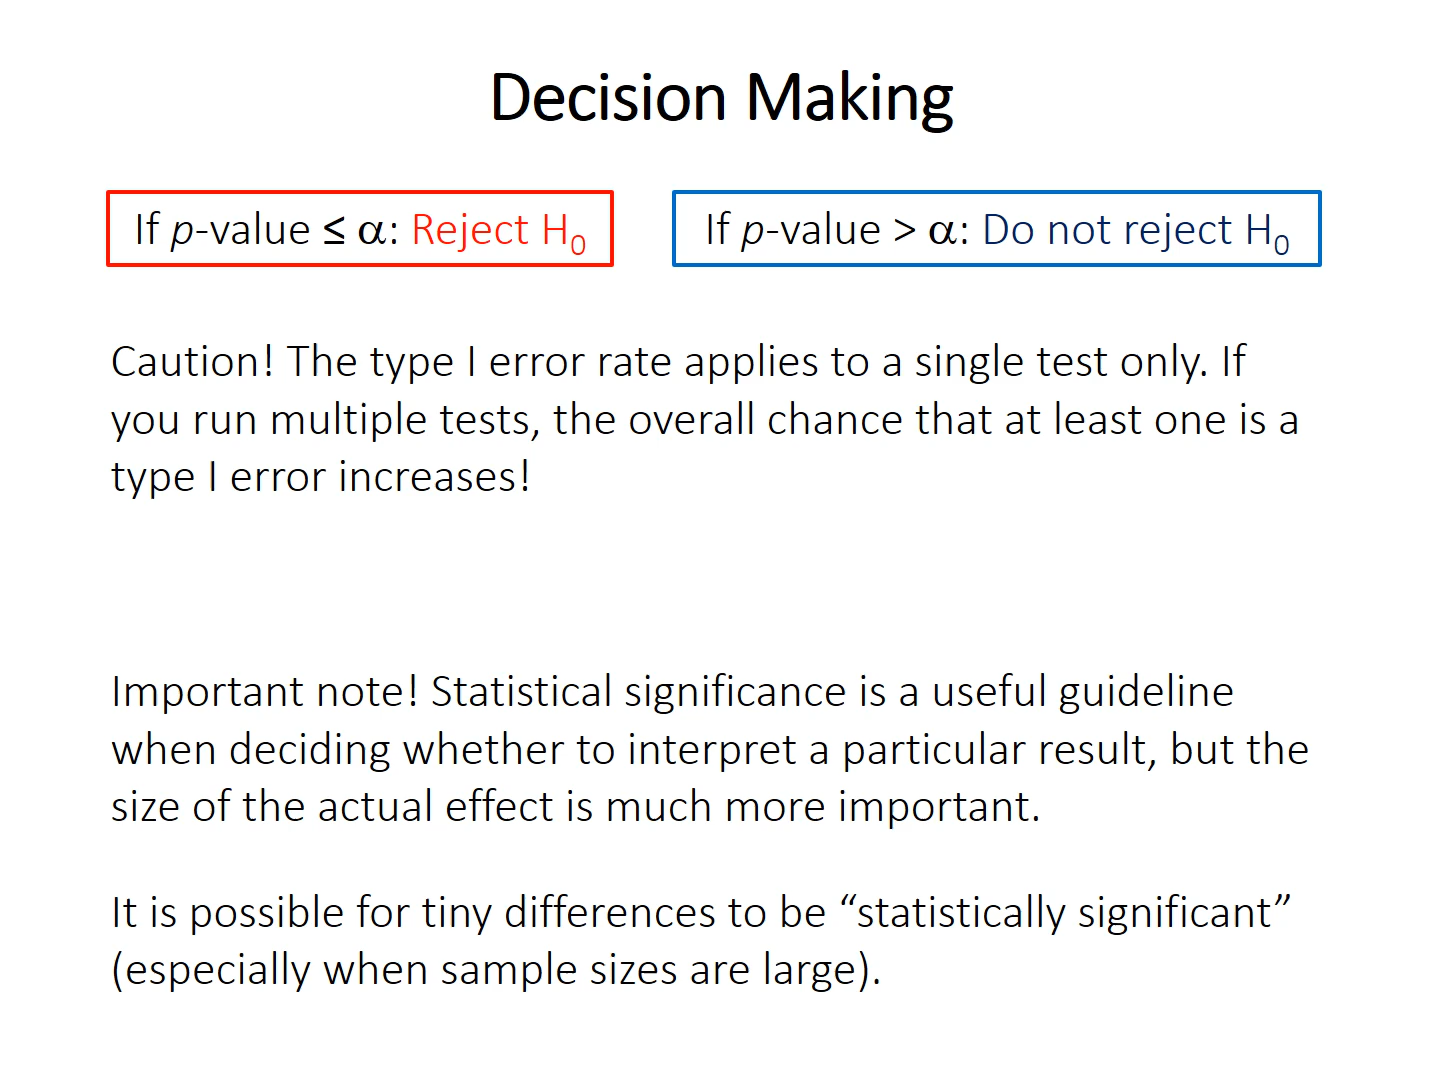 Decision Making
If p-value ≤ α: Reject H₀
If p-value > α: Do not reject H₀
Caution! The type I error rate applies to a single test only. If
you run multiple tests, the overall chance that at least one is a
type I error increases!
Important note! Statistical significance is a useful guideline
when deciding whether to interpret a particular result, but the
size of the actual effect is much more important.
It is possible for tiny differences to be “statistically significant”
(especially when sample sizes are large).